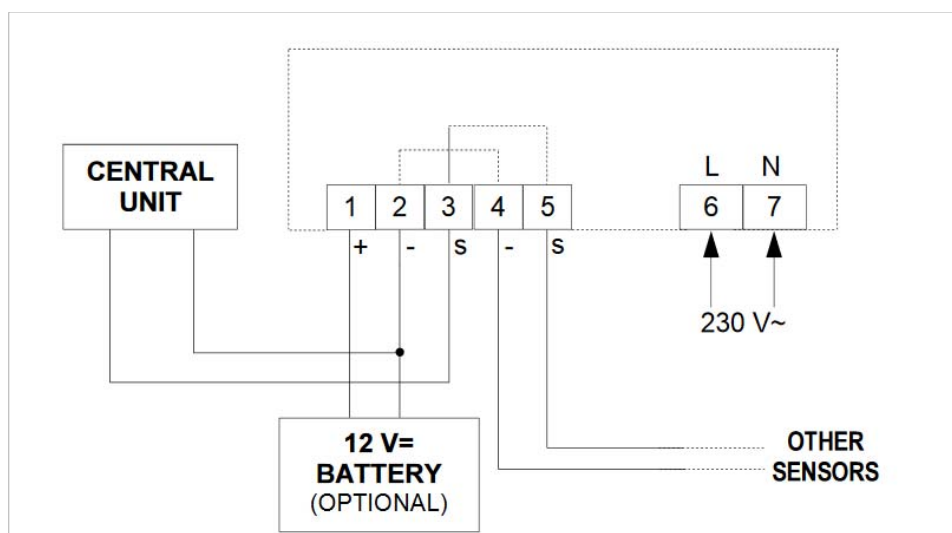 CENTRAL
UNIT
L N
1 2 3 4 5 6 7
+ - s - s
230 V~
12 V=
BATTERY
(OPTIONAL)
OTHER
SENSORS